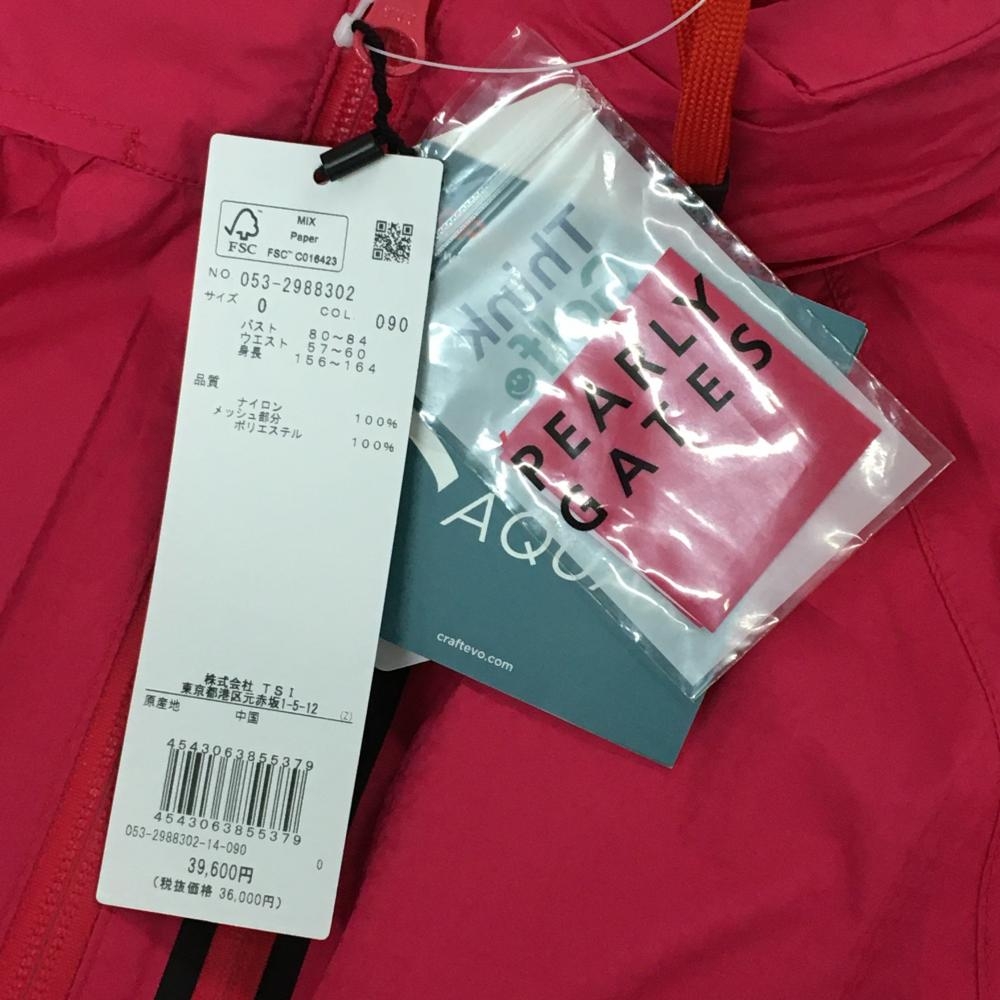 FSC
MIX
Paper
FSC™ C016423
NO. 053-2988302
サイズ 0 COL. 090
バスト 80~84
ウエスト 57~60
身長 156~164
品質
ナイロン 100%
メッシュ部分
ポリエステル 100%
株式会社 TSI
東京都港区元赤坂1-5-12 (Z)
原産地 中国
4543063855379
4543063855379
053-2988302-14-090
0
39,600円
(税抜価格 36,000円)
Think
PEARLY
GATES
AQUA
craftevo.com